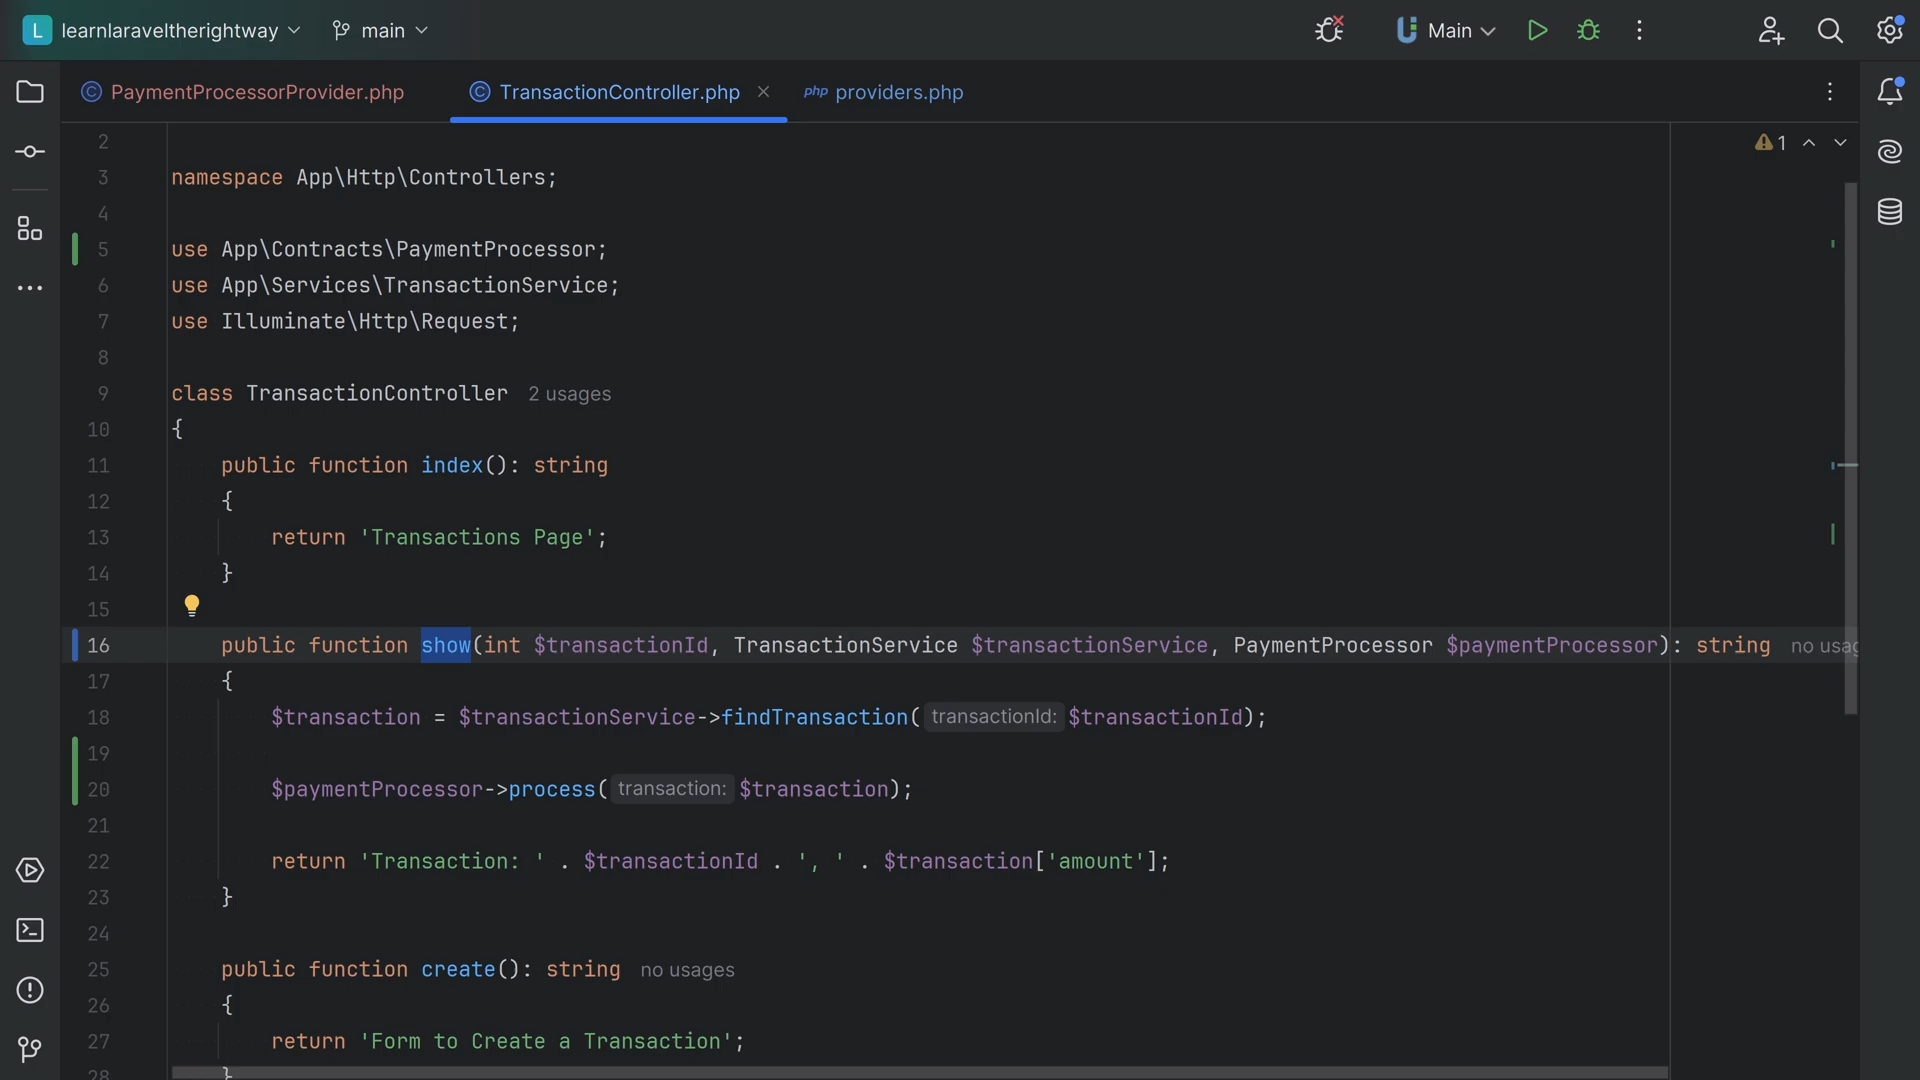 L learnlaraveltherightway main Main
PaymentProcessorProvider.php TransactionController.php php providers.php
2
3 namespace App\Http\Controllers;
4
5 use App\Contracts\PaymentProcessor;
6 use App\Services\TransactionService;
7 use Illuminate\Http\Request;
8
9 class TransactionController 2 usages
10 {
11 public function index(): string
12 {
13 return 'Transactions Page';
14 }
15
16 public function show(int $transactionId, TransactionService $transactionService, PaymentProcessor $paymentProcessor): string no usag
17 {
18 $transaction = $transactionService->findTransaction( transactionId: $transactionId);
19
20 $paymentProcessor->process( transaction: $transaction);
21
22 return 'Transaction: ' . $transactionId . ', ' . $transaction['amount'];
23 }
24
25 public function create(): string no usages
26 {
27 return 'Form to Create a Transaction';
28 }
1